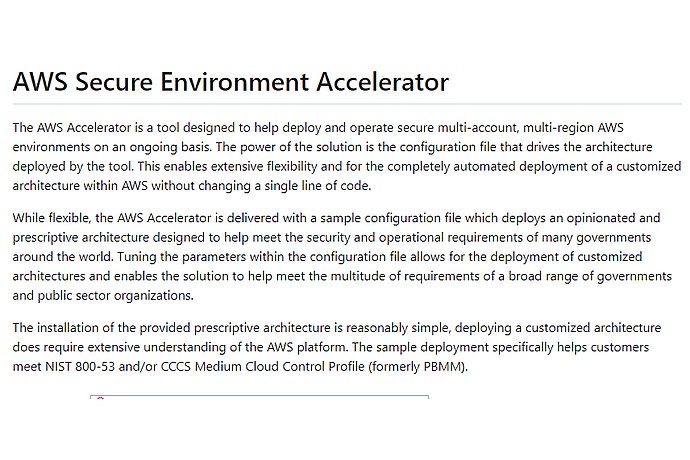 AWS Secure Environment Accelerator
The AWS Accelerator is a tool designed to help deploy and operate secure multi-account, multi-region AWS
environments on an ongoing basis. The power of the solution is the configuration file that drives the architecture
deployed by the tool. This enables extensive flexibility and for the completely automated deployment of a customized
architecture within AWS without changing a single line of code.
While flexible, the AWS Accelerator is delivered with a sample configuration file which deploys an opinionated and
prescriptive architecture designed to help meet the security and operational requirements of many governments
around the world. Tuning the parameters within the configuration file allows for the deployment of customized
architectures and enables the solution to help meet the multitude of requirements of a broad range of governments
and public sector organizations.
The installation of the provided prescriptive architecture is reasonably simple, deploying a customized architecture
does require extensive understanding of the AWS platform. The sample deployment specifically helps customers
meet NIST 800-53 and/or CCCS Medium Cloud Control Profile (formerly PBMM).